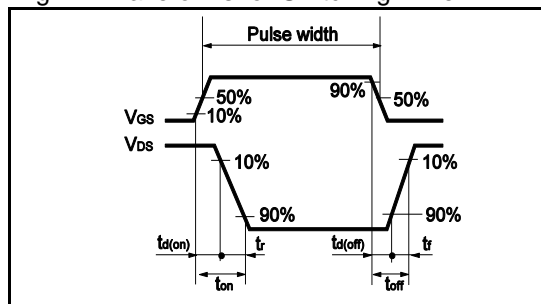 Pulse width
90%
50%
50%
10%
VGS
VDS
10%
10%
90%
90%
td(on)
tr
td(off)
tf
ton
toff